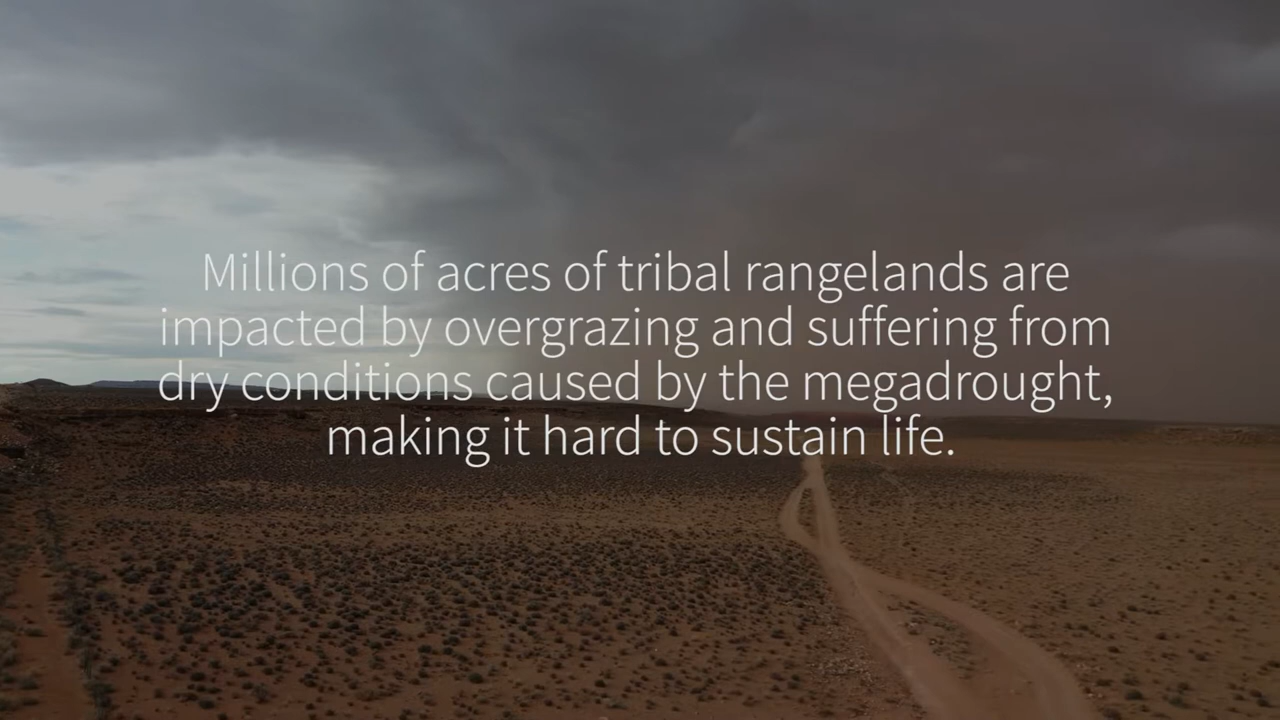 Millions of acres of tribal rangelands are
impacted by overgrazing and suffering from
dry conditions caused by the megadrought,
making it hard to sustain life.